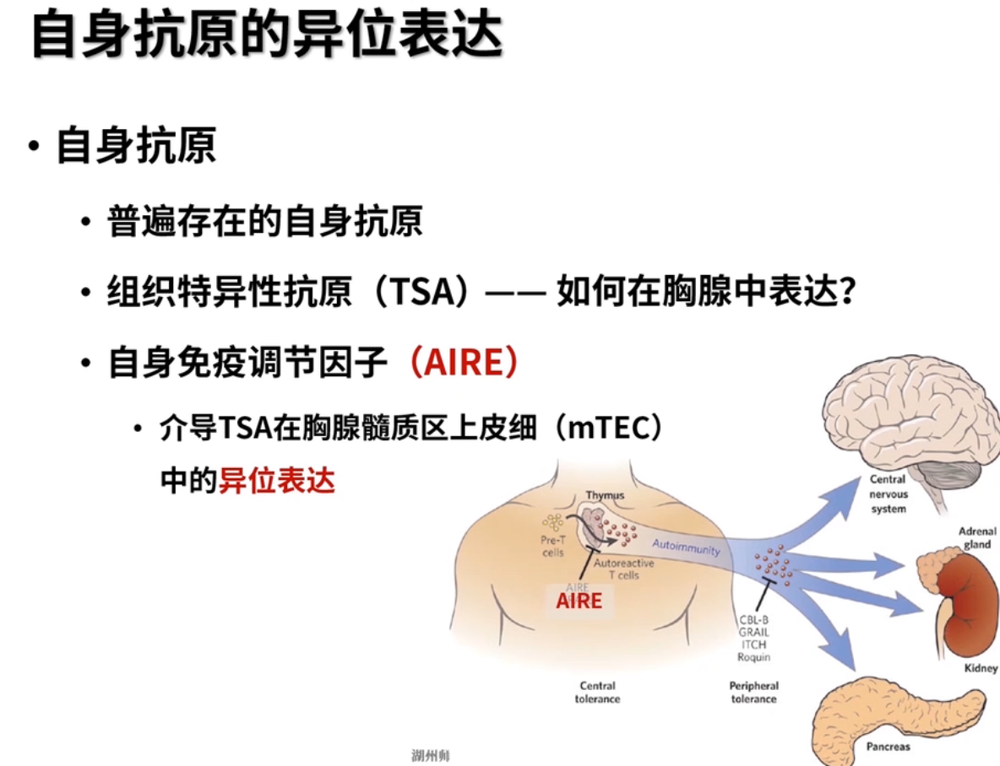 自身抗原的异位表达
• 自身抗原
• 普遍存在的自身抗原
• 组织特异性抗原（TSA）—— 如何在胸腺中表达？
• 自身免疫调节因子（AIRE）
• 介导TSA在胸腺髓质区上皮细（mTEC）
中的异位表达
Thymus
Pre-T
cells
Autoreactive
T cells
AIRE
AIRE
Autoimmunity
CBL-B
GRAIL
ITCH
Roquin
Central
tolerance
Peripheral
tolerance
Central
nervous
system
Adrenal
gland
Kidney
Pancreas
湖州师